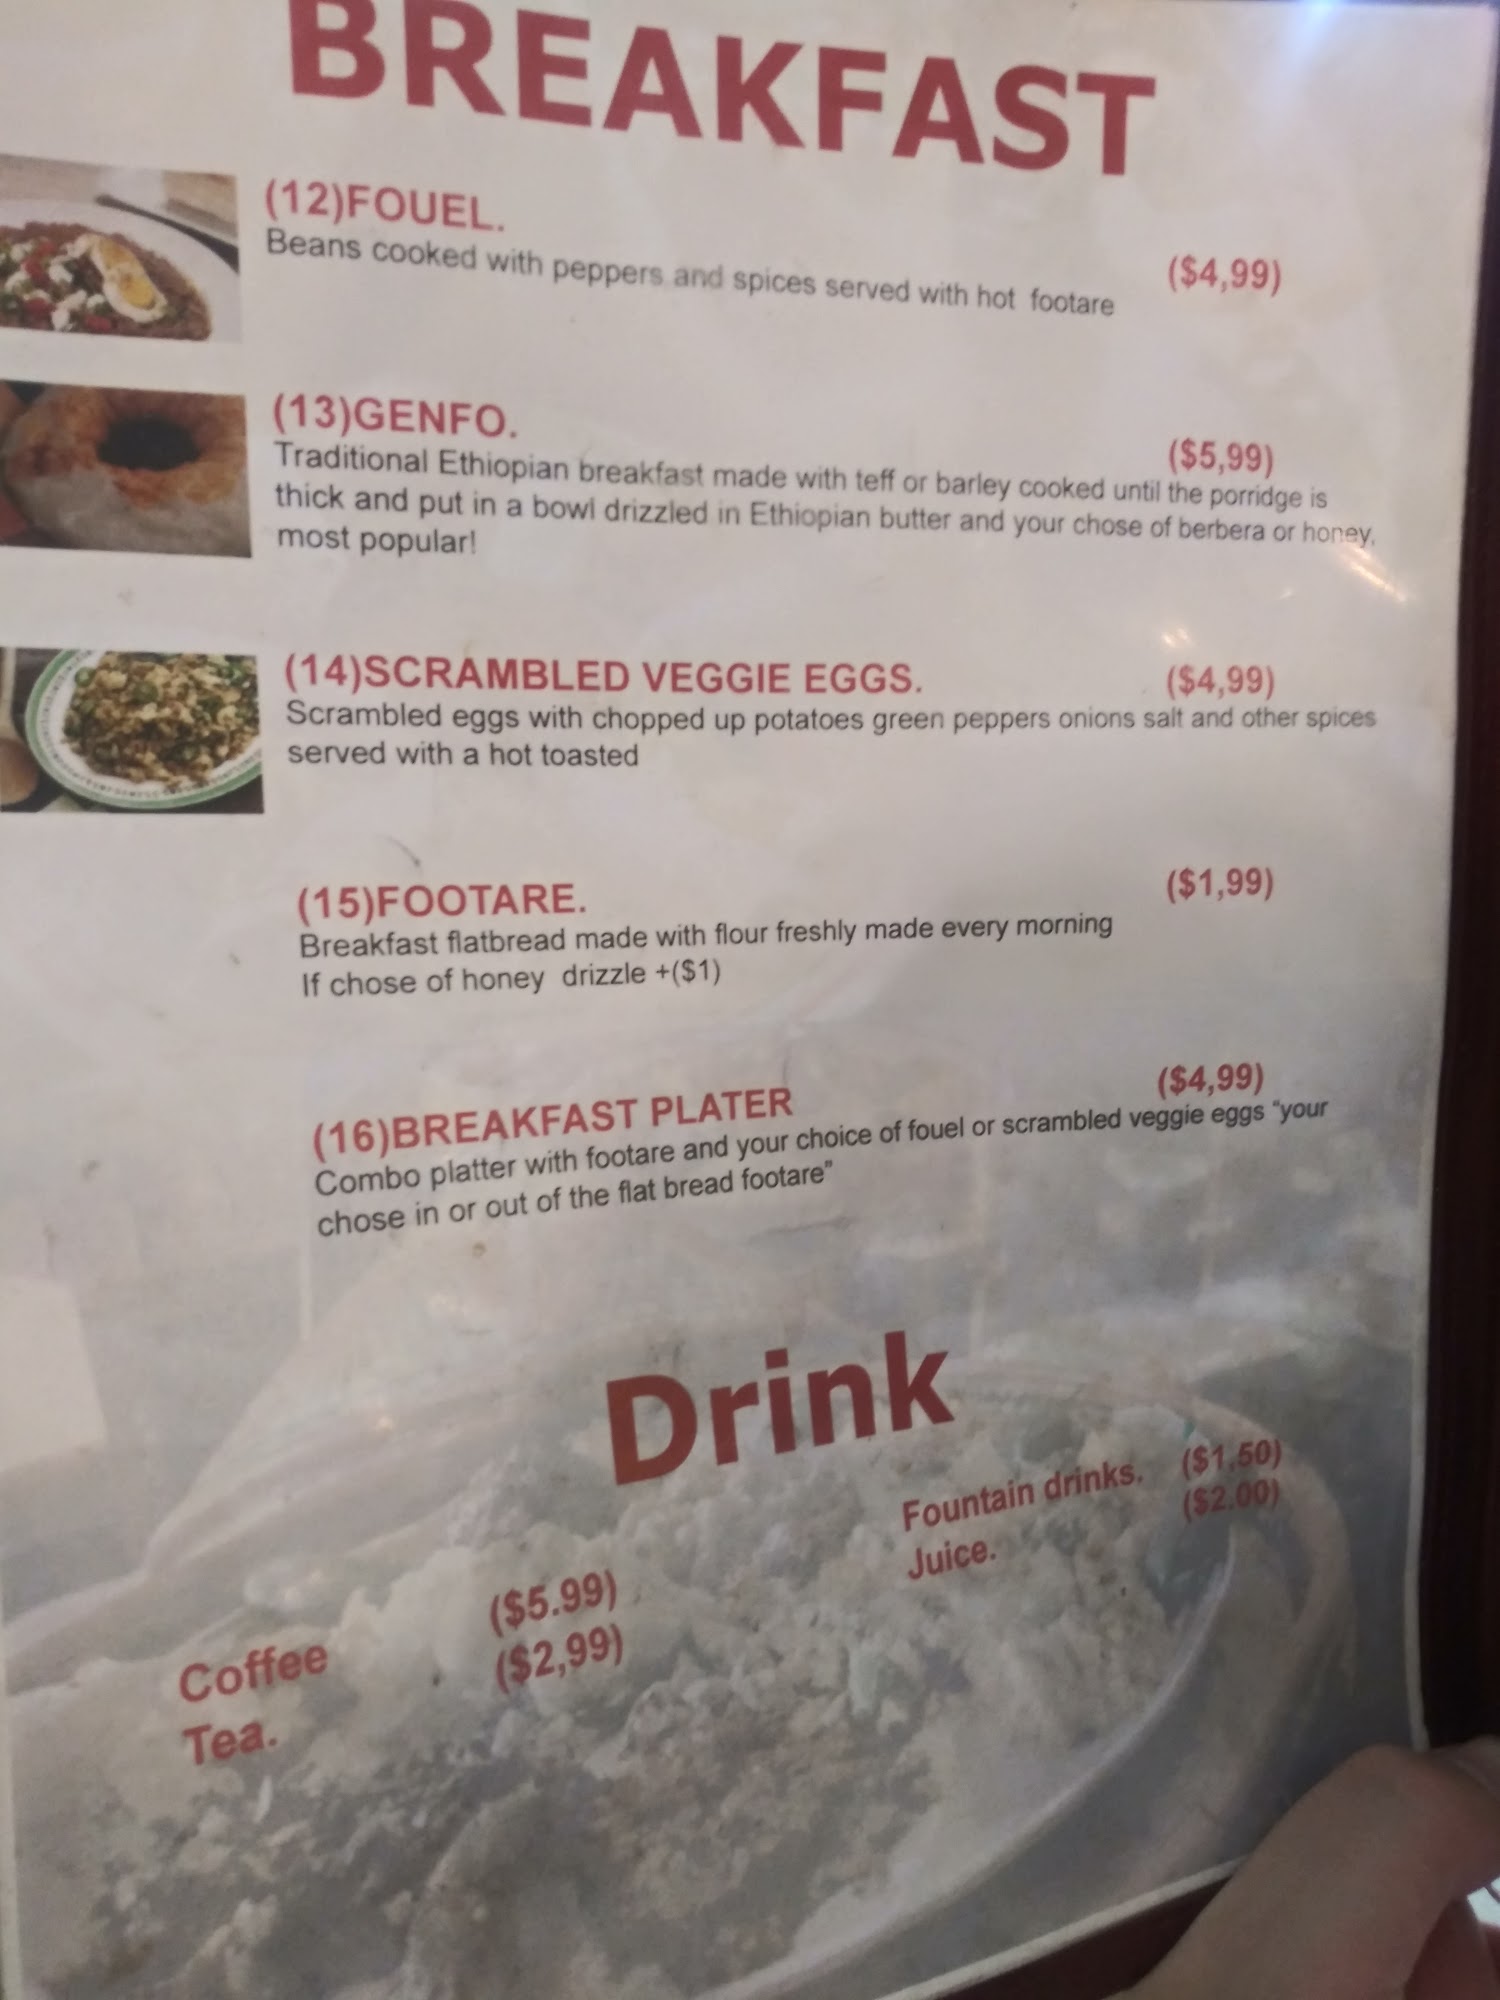 BREAKFAST
(12)FOUEL.
Beans cooked with peppers and spices served with hot footare
($4,99)
(13)GENFO.
($5,99)
Traditional Ethiopian breakfast made with teff or barley cooked until the porridge is
thick and put in a bowl drizzled in Ethiopian butter and your chose of berbera or honey,
most popular!
(14)SCRAMBLED VEGGIE EGGS.
($4,99)
Scrambled eggs with chopped up potatoes green peppers onions salt and other spices
served with a hot toasted
(15)FOOTARE.
($1,99)
Breakfast flatbread made with flour freshly made every morning
If chose of honey drizzle +($1)
(16)BREAKFAST PLATER
($4,99)
Combo platter with footare and your choice of fouel or scrambled veggie eggs “your
chose in or out of the flat bread footare”
Drink
Fountain drinks. ($1,50)
Juice. ($2.00)
Coffee ($5.99)
Tea. ($2,99)